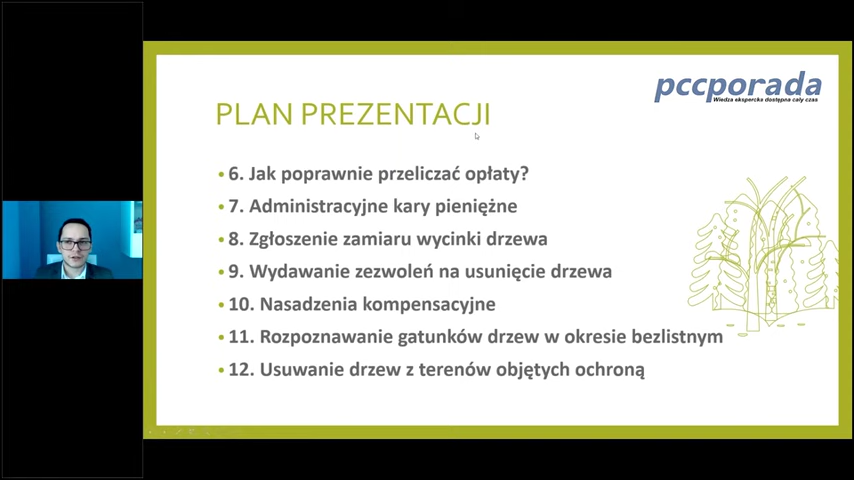 pccporada
Wiedza ekspercka dostępna cały czas
PLAN PREZENTACJI
• 6. Jak poprawnie przeliczać opłaty?
• 7. Administracyjne kary pieniężne
• 8. Zgłoszenie zamiaru wycinki drzewa
• 9. Wydawanie zezwoleń na usunięcie drzewa
• 10. Nasadzenia kompensacyjne
• 11. Rozpoznawanie gatunków drzew w okresie bezlistnym
• 12. Usuwanie drzew z terenów objętych ochroną